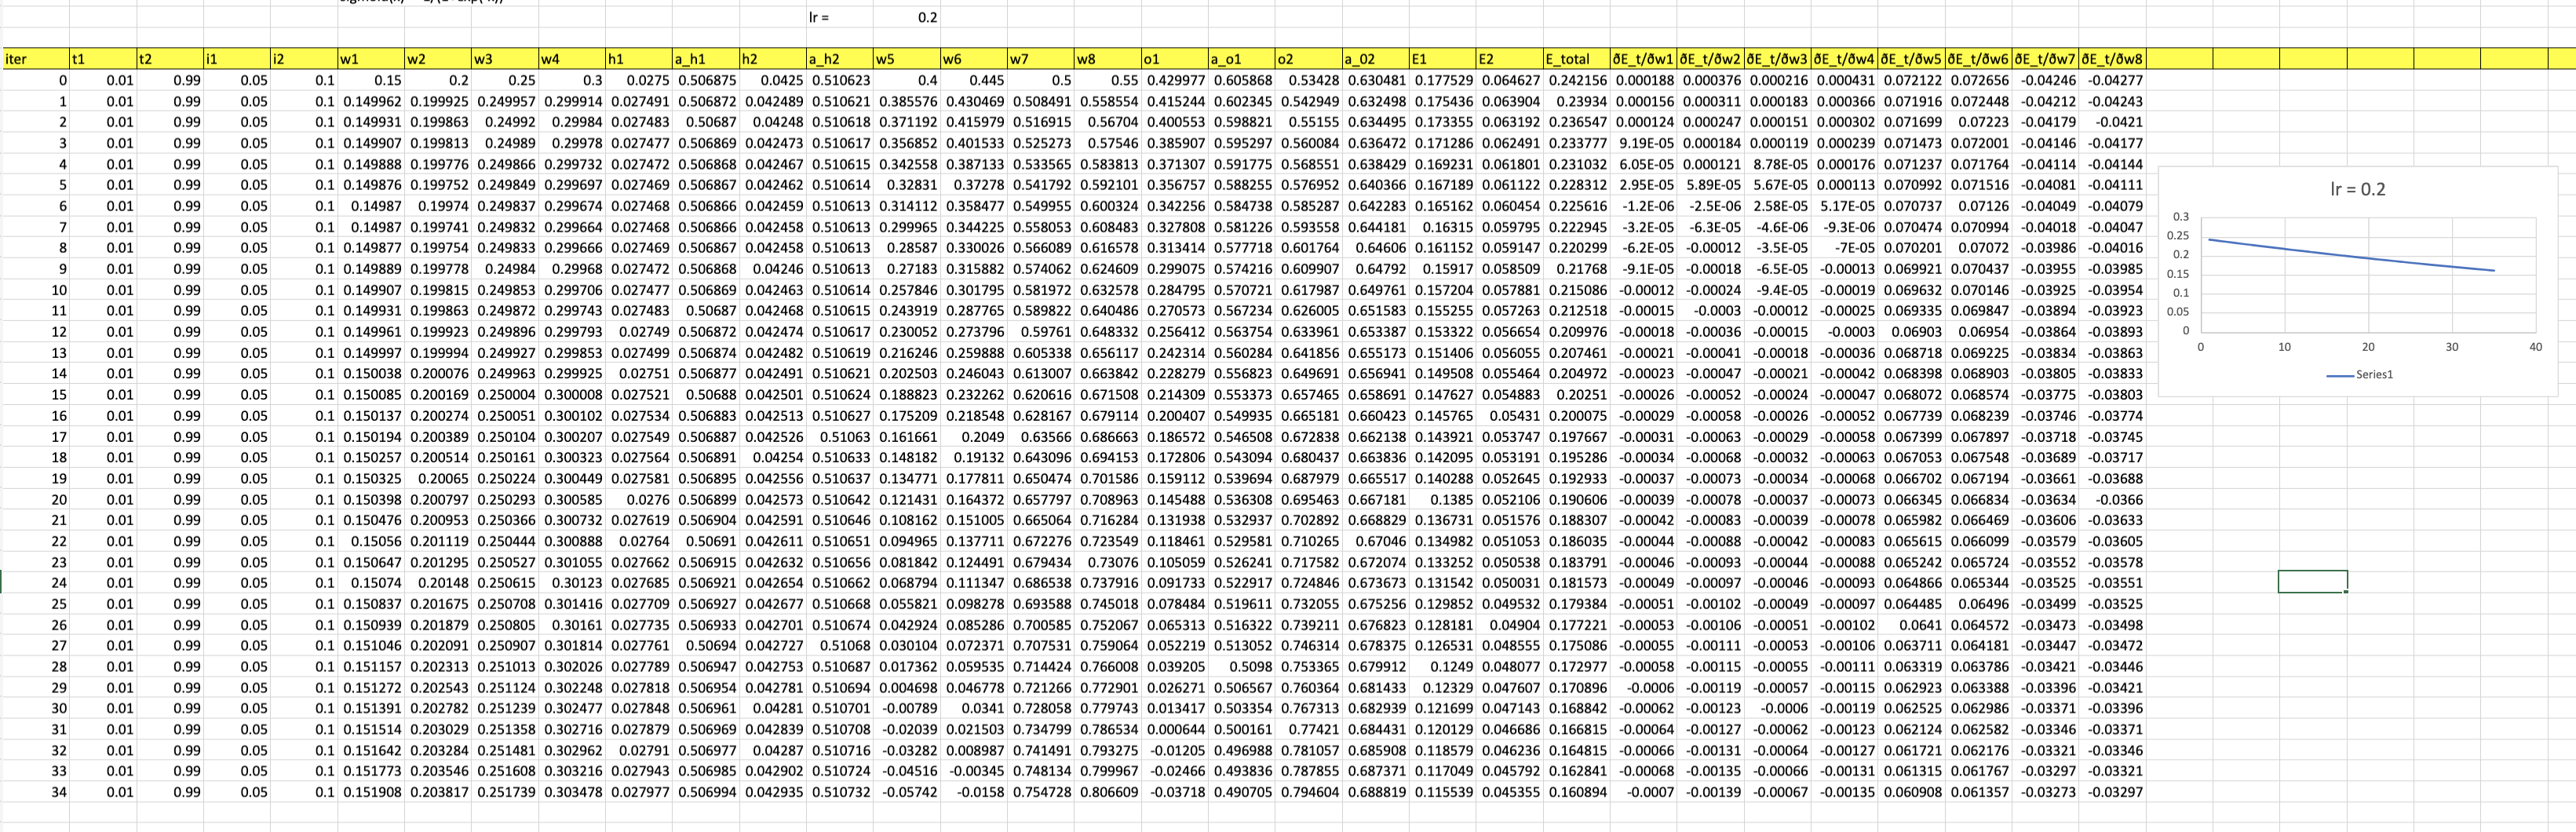 lr = 0.2
iter t1 t2 i1 i2 w1 w2 w3 w4 h1 a_h1 h2 a_h2 w5 w6 w7 w8 o1 a_o1 o2 a_02 E1 E2 E_total ðE_t/ðw1 ðE_t/ðw2 ðE_t/ðw3 ðE_t/ðw4 ðE_t/ðw5 ðE_t/ðw6 ðE_t/ðw7 ðE_t/ðw8
0 0.01 0.99 0.05 0.1 0.15 0.2 0.25 0.3 0.0275 0.506875 0.0425 0.510623 0.4 0.445 0.5 0.55 0.429977 0.605868 0.53428 0.630481 0.177529 0.064627 0.242156 0.000188 0.000376 0.000216 0.000431 0.072122 0.072656 -0.04246 -0.04277
1 0.01 0.99 0.05 0.1 0.149962 0.199925 0.249957 0.299914 0.027491 0.506872 0.042489 0.510621 0.385576 0.430469 0.508491 0.558554 0.415244 0.602345 0.542949 0.632498 0.175436 0.063904 0.23934 0.000156 0.000311 0.000183 0.000366 0.071916 0.072448 -0.04212 -0.04243
2 0.01 0.99 0.05 0.1 0.149931 0.199863 0.24992 0.29984 0.027483 0.50687 0.04248 0.510618 0.371192 0.415979 0.516915 0.56704 0.400553 0.598821 0.55155 0.634495 0.173355 0.063192 0.236547 0.000124 0.000247 0.000151 0.000302 0.071699 0.07223 -0.04179 -0.0421
3 0.01 0.99 0.05 0.1 0.149907 0.199813 0.24989 0.29978 0.027477 0.506869 0.042473 0.510617 0.356852 0.401533 0.525273 0.57546 0.385907 0.595297 0.560084 0.636472 0.171286 0.062491 0.233777 9.19E-05 0.000184 0.000119 0.000239 0.071473 0.072001 -0.04146 -0.04177
4 0.01 0.99 0.05 0.1 0.149888 0.199776 0.249866 0.299732 0.027472 0.506868 0.042467 0.510615 0.342558 0.387133 0.533565 0.583813 0.371307 0.591775 0.568551 0.638429 0.169231 0.061801 0.231032 6.05E-05 0.000121 8.78E-05 0.000176 0.071237 0.071764 -0.04114 -0.04144
5 0.01 0.99 0.05 0.1 0.149876 0.199752 0.249849 0.299697 0.027469 0.506867 0.042462 0.510614 0.32831 0.37278 0.541792 0.592101 0.356757 0.588255 0.576952 0.640366 0.167189 0.061122 0.228312 2.95E-05 5.89E-05 5.67E-05 0.000113 0.070992 0.071516 -0.04081 -0.04111
6 0.01 0.99 0.05 0.1 0.14987 0.19974 0.249837 0.299674 0.027468 0.506866 0.042459 0.510613 0.314112 0.358477 0.549955 0.600324 0.342256 0.584738 0.585287 0.642283 0.165162 0.060454 0.225616 -1.2E-06 -2.5E-06 2.58E-05 5.17E-05 0.070737 0.07126 -0.04049 -0.04079
7 0.01 0.99 0.05 0.1 0.14987 0.199741 0.249832 0.299664 0.027468 0.506866 0.042458 0.510613 0.299965 0.344225 0.558053 0.608483 0.327808 0.581226 0.593558 0.644181 0.16315 0.059795 0.222945 -3.2E-05 -6.3E-05 -4.6E-06 -9.3E-06 0.070474 0.070994 -0.04018 -0.04047
8 0.01 0.99 0.05 0.1 0.149877 0.199754 0.249833 0.299666 0.027469 0.506867 0.042458 0.510613 0.28587 0.330026 0.566089 0.616578 0.313414 0.577718 0.601764 0.64606 0.161152 0.059147 0.220299 -6.2E-05 -0.00012 -3.5E-05 -7E-05 0.070201 0.07072 -0.03986 -0.04016
9 0.01 0.99 0.05 0.1 0.149889 0.199778 0.24984 0.29968 0.027472 0.506868 0.04246 0.510613 0.27183 0.315882 0.574062 0.624609 0.299075 0.574216 0.609907 0.64792 0.15917 0.058509 0.21768 -9.1E-05 -0.00018 -6.5E-05 -0.00013 0.069921 0.070437 -0.03955 -0.03985
10 0.01 0.99 0.05 0.1 0.149907 0.199815 0.249853 0.299706 0.027477 0.506869 0.042463 0.510614 0.257846 0.301795 0.581972 0.632578 0.284795 0.570721 0.617987 0.649761 0.157204 0.057881 0.215086 -0.00012 -0.00024 -9.4E-05 -0.00019 0.069632 0.070146 -0.03925 -0.03954
11 0.01 0.99 0.05 0.1 0.149931 0.199863 0.249872 0.299743 0.027483 0.50687 0.042468 0.510615 0.243919 0.287765 0.589822 0.640486 0.270573 0.567234 0.626005 0.651583 0.155255 0.057263 0.212518 -0.00015 -0.0003 -0.00012 -0.00025 0.069335 0.069847 -0.03894 -0.03923
12 0.01 0.99 0.05 0.1 0.149961 0.199923 0.249896 0.299793 0.02749 0.506872 0.042474 0.510617 0.230052 0.273796 0.59761 0.648332 0.256412 0.563754 0.633961 0.653387 0.153322 0.056654 0.209976 -0.00018 -0.00036 -0.00015 -0.0003 0.06903 0.06954 -0.03864 -0.03893
13 0.01 0.99 0.05 0.1 0.149997 0.199994 0.249927 0.299853 0.027499 0.506874 0.042482 0.510619 0.216246 0.259888 0.605338 0.656117 0.242314 0.560284 0.641856 0.655173 0.151406 0.056055 0.207461 -0.00021 -0.00041 -0.00018 -0.00036 0.068718 0.069225 -0.03834 -0.03863
14 0.01 0.99 0.05 0.1 0.150038 0.200076 0.249963 0.299925 0.02751 0.506877 0.042491 0.510621 0.202503 0.246043 0.613007 0.663842 0.228279 0.556823 0.649691 0.656941 0.149508 0.055464 0.204972 -0.00023 -0.00047 -0.00021 -0.00042 0.068398 0.068903 -0.03805 -0.03833
15 0.01 0.99 0.05 0.1 0.150085 0.200169 0.250004 0.300008 0.027521 0.50688 0.042501 0.510624 0.188823 0.232262 0.620616 0.671508 0.214309 0.553373 0.657465 0.658691 0.147627 0.054883 0.20251 -0.00026 -0.00052 -0.00024 -0.00047 0.068072 0.068574 -0.03775 -0.03803
16 0.01 0.99 0.05 0.1 0.150137 0.200274 0.250051 0.300102 0.027534 0.506883 0.042513 0.510627 0.175209 0.218548 0.628167 0.679114 0.200407 0.549935 0.665181 0.660423 0.145765 0.05431 0.200075 -0.00029 -0.00058 -0.00026 -0.00052 0.067739 0.068239 -0.03746 -0.03774
17 0.01 0.99 0.05 0.1 0.150194 0.200389 0.250104 0.300207 0.027549 0.506887 0.042526 0.51063 0.161661 0.2049 0.63566 0.686663 0.186572 0.546508 0.672838 0.662138 0.143921 0.053747 0.197667 -0.00031 -0.00063 -0.00029 -0.00058 0.067399 0.067897 -0.03718 -0.03745
18 0.01 0.99 0.05 0.1 0.150257 0.200514 0.250161 0.300323 0.027564 0.506891 0.04254 0.510633 0.148182 0.19132 0.643096 0.694153 0.172806 0.543094 0.680437 0.663836 0.142095 0.053191 0.195286 -0.00034 -0.00068 -0.00032 -0.00063 0.067053 0.067548 -0.03689 -0.03717
19 0.01 0.99 0.05 0.1 0.150325 0.20065 0.250224 0.300449 0.027581 0.506895 0.042556 0.510637 0.134771 0.177811 0.650474 0.701586 0.159112 0.539694 0.687979 0.665517 0.140288 0.052645 0.192933 -0.00037 -0.00073 -0.00034 -0.00068 0.066702 0.067194 -0.03661 -0.03688
20 0.01 0.99 0.05 0.1 0.150398 0.200797 0.250293 0.300585 0.0276 0.506899 0.042573 0.510642 0.121431 0.164372 0.657797 0.708963 0.145488 0.536308 0.695463 0.667181 0.1385 0.052106 0.190606 -0.00039 -0.00078 -0.00037 -0.00073 0.066345 0.066834 -0.03634 -0.0366
21 0.01 0.99 0.05 0.1 0.150476 0.200953 0.250366 0.300732 0.027619 0.506904 0.042591 0.510646 0.108162 0.151005 0.665064 0.716284 0.131938 0.532937 0.702892 0.668829 0.136731 0.051576 0.188307 -0.00042 -0.00083 -0.00039 -0.00078 0.065982 0.066469 -0.03606 -0.03633
22 0.01 0.99 0.05 0.1 0.15056 0.201119 0.250444 0.300888 0.02764 0.50691 0.042611 0.510651 0.094965 0.137711 0.672276 0.723549 0.118461 0.529581 0.710265 0.67046 0.134982 0.051053 0.186035 -0.00044 -0.00088 -0.00042 -0.00083 0.065615 0.066099 -0.03579 -0.03605
23 0.01 0.99 0.05 0.1 0.150647 0.201295 0.250527 0.301055 0.027662 0.506915 0.042632 0.510656 0.081842 0.124491 0.679434 0.73076 0.105059 0.526241 0.717582 0.672074 0.133252 0.050538 0.183791 -0.00046 -0.00093 -0.00044 -0.00088 0.065242 0.065724 -0.03552 -0.03578
24 0.01 0.99 0.05 0.1 0.15074 0.20148 0.250615 0.30123 0.027685 0.506921 0.042654 0.510662 0.068794 0.111347 0.686538 0.737916 0.091733 0.522917 0.724846 0.673673 0.131542 0.050031 0.181573 -0.00049 -0.00097 -0.00046 -0.00093 0.064866 0.065344 -0.03525 -0.03551
25 0.01 0.99 0.05 0.1 0.150837 0.201675 0.250708 0.301416 0.027709 0.506927 0.042677 0.510668 0.055821 0.098278 0.693588 0.745018 0.078484 0.519611 0.732055 0.675256 0.129852 0.049532 0.179384 -0.00051 -0.00102 -0.00049 -0.00097 0.064485 0.06496 -0.03499 -0.03525
26 0.01 0.99 0.05 0.1 0.150939 0.201879 0.250805 0.30161 0.027735 0.506933 0.042701 0.510674 0.042924 0.085286 0.700585 0.752067 0.065313 0.516322 0.739211 0.676823 0.128181 0.04904 0.177221 -0.00053 -0.00106 -0.00051 -0.00102 0.0641 0.064572 -0.03473 -0.03498
27 0.01 0.99 0.05 0.1 0.151046 0.202091 0.250907 0.301814 0.027761 0.50694 0.042727 0.51068 0.030104 0.072371 0.707531 0.759064 0.052219 0.513052 0.746314 0.678375 0.126531 0.048555 0.175086 -0.00055 -0.00111 -0.00053 -0.00106 0.063711 0.064181 -0.03447 -0.03472
28 0.01 0.99 0.05 0.1 0.151157 0.202313 0.251013 0.302026 0.027789 0.506947 0.042753 0.510687 0.017362 0.059535 0.714424 0.766008 0.039205 0.5098 0.753365 0.679912 0.1249 0.048077 0.172977 -0.00058 -0.00115 -0.00055 -0.00111 0.063319 0.063786 -0.03421 -0.03446
29 0.01 0.99 0.05 0.1 0.151272 0.202543 0.251124 0.302248 0.027818 0.506954 0.042781 0.510694 0.004698 0.046778 0.721266 0.772901 0.026271 0.506567 0.760364 0.681433 0.12329 0.047607 0.170896 -0.0006 -0.00119 -0.00057 -0.00115 0.062923 0.063388 -0.03396 -0.03421
30 0.01 0.99 0.05 0.1 0.151391 0.202782 0.251239 0.302477 0.027848 0.506961 0.04281 0.510701 -0.00789 0.0341 0.728058 0.779743 0.013417 0.503354 0.767313 0.682939 0.121699 0.047143 0.168842 -0.00062 -0.00123 -0.0006 -0.00119 0.062525 0.062986 -0.03371 -0.03396
31 0.01 0.99 0.05 0.1 0.151514 0.203029 0.251358 0.302716 0.027879 0.506969 0.042839 0.510708 -0.02039 0.021503 0.734799 0.786534 0.000644 0.500161 0.77421 0.684431 0.120129 0.046686 0.166815 -0.00064 -0.00127 -0.00062 -0.00123 0.062124 0.062582 -0.03346 -0.03371
32 0.01 0.99 0.05 0.1 0.151642 0.203284 0.251481 0.302962 0.02791 0.506977 0.04287 0.510716 -0.03282 0.008987 0.741491 0.793275 -0.01205 0.496988 0.781057 0.685908 0.118579 0.046236 0.164815 -0.00066 -0.00131 -0.00064 -0.00127 0.061721 0.062176 -0.03321 -0.03346
33 0.01 0.99 0.05 0.1 0.151773 0.203546 0.251608 0.303216 0.027943 0.506985 0.042902 0.510724 -0.04516 -0.00345 0.748134 0.799967 -0.02466 0.493836 0.787855 0.687371 0.117049 0.045792 0.162841 -0.00068 -0.00135 -0.00066 -0.00131 0.061315 0.061767 -0.03297 -0.03321
34 0.01 0.99 0.05 0.1 0.151908 0.203817 0.251739 0.303478 0.027977 0.506994 0.042935 0.510732 -0.05742 -0.0158 0.754728 0.806609 -0.03718 0.490705 0.794604 0.688819 0.115539 0.045355 0.160894 -0.0007 -0.00139 -0.00067 -0.00135 0.060908 0.061357 -0.03273 -0.03297
lr = 0.2
0.3
0.25
0.2
0.15
0.1
0.05
0
0 10 20 30 40
Series1